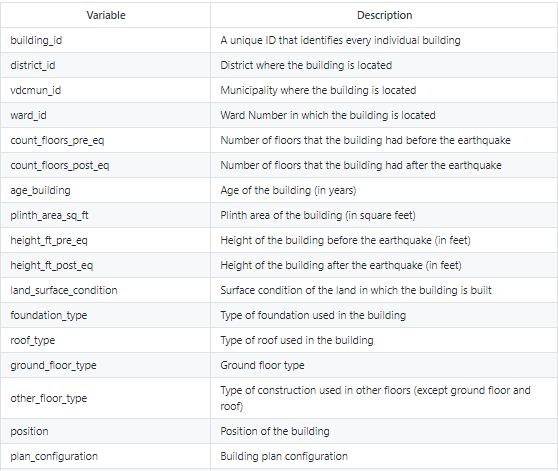 Variable Description
building_id A unique ID that identifies every individual building
district_id District where the building is located
vdcmun_id Municipality where the building is located
ward_id Ward Number in which the building is located
count_floors_pre_eq Number of floors that the building had before the earthquake
count_floors_post_eq Number of floors that the building had after the earthquake
age_building Age of the building (in years)
plinth_area_sq_ft Plinth area of the building (in square feet)
height_ft_pre_eq Height of the building before the earthquake (in feet)
height_ft_post_eq Height of the building after the earthquake (in feet)
land_surface_condition Surface condition of the land in which the building is built
foundation_type Type of foundation used in the building
roof_type Type of roof used in the building
ground_floor_type Ground floor type
other_floor_type Type of construction used in other floors (except ground floor and
roof)
position Position of the building
plan_configuration Building plan configuration